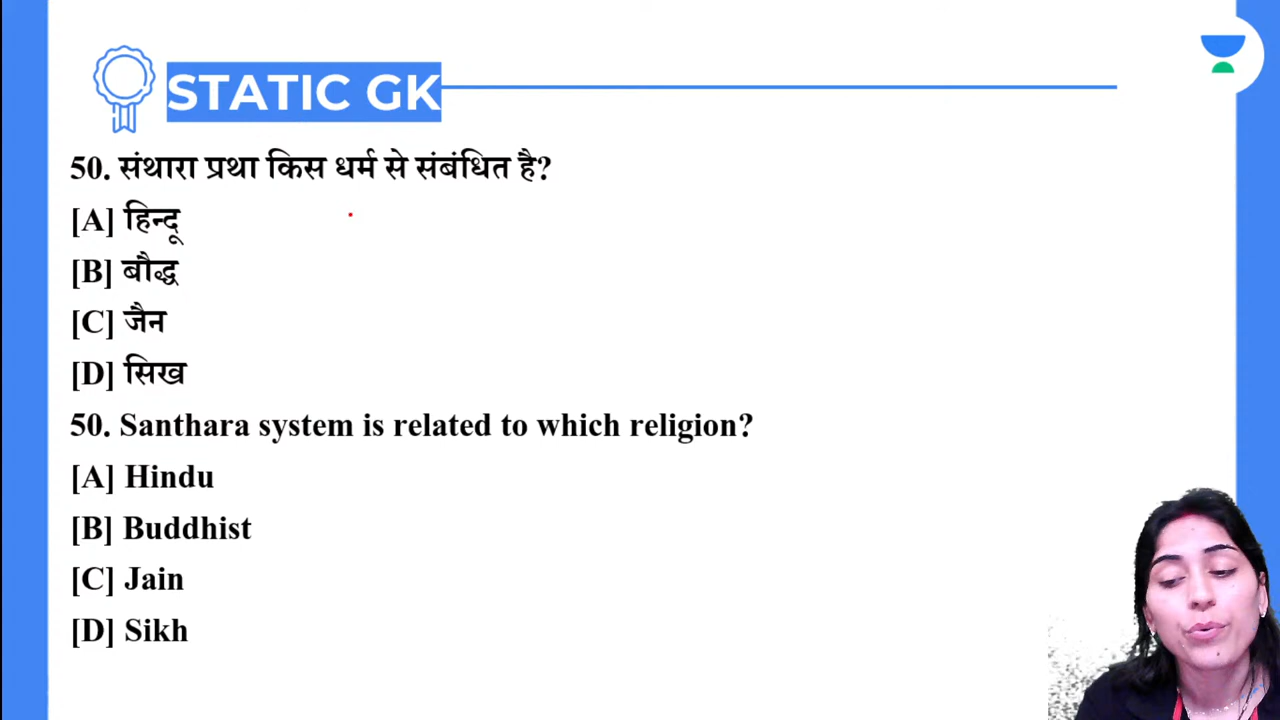 STATIC GK
50. संथारा प्रथा किस धर्म से संबंधित है?
[A] हिन्दू
[B] बौद्ध
[C] जैन
[D] सिख
50. Santhara system is related to which religion?
[A] Hindu
[B] Buddhist
[C] Jain
[D] Sikh